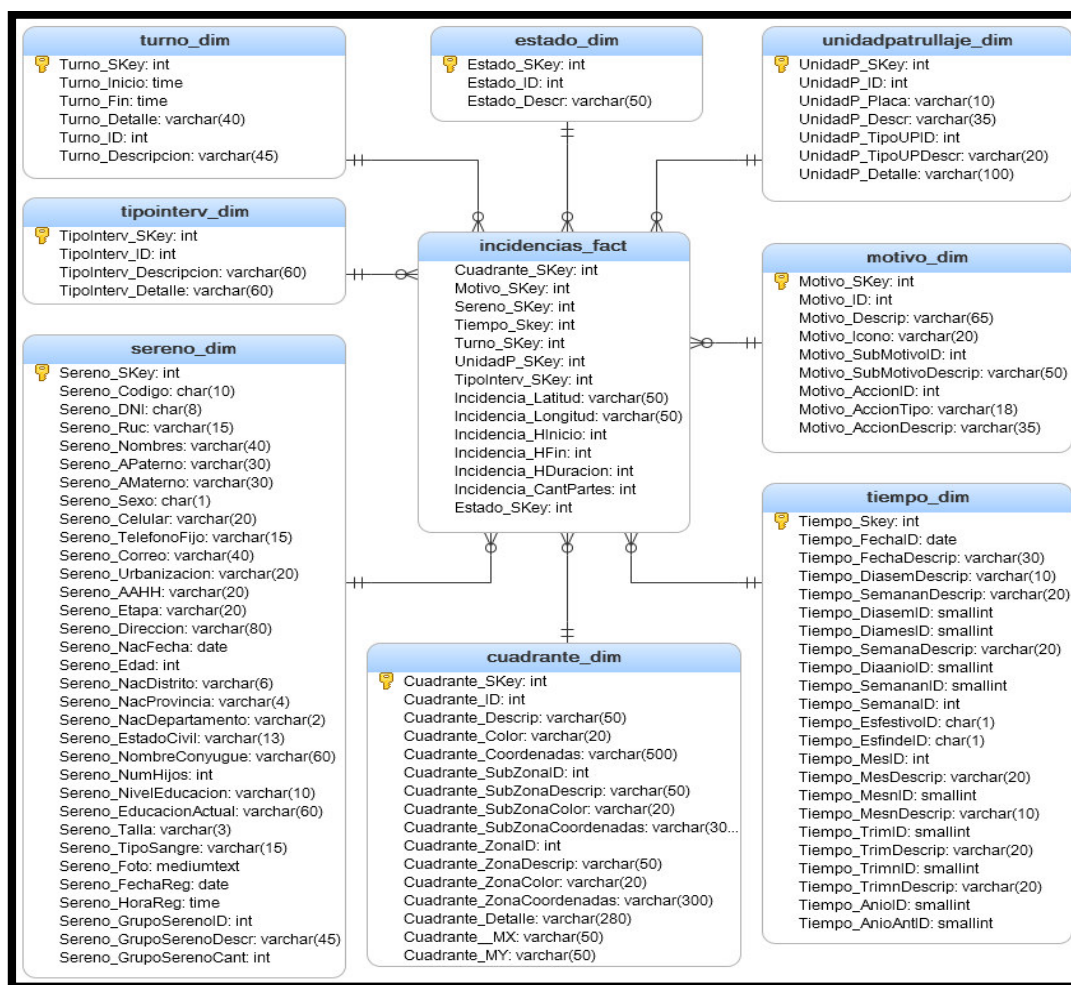 turno_dim
Turno_SKey: int
Turno_Inicio: time
Turno_Fin: time
Turno_Detalle: varchar(40)
Turno_ID: int
Turno_Descripcion: varchar(45)
estado_dim
Estado_SKey: int
Estado_ID: int
Estado_Descr: varchar(50)
unidadpatrullaje_dim
UnidadP_SKey: int
UnidadP_ID: int
UnidadP_Placa: varchar(10)
UnidadP_Descr: varchar(35)
UnidadP_TipoUPID: int
UnidadP_TipoUPDescr: varchar(20)
UnidadP_Detalle: varchar(100)
tipointerv_dim
TipoInterv_SKey: int
TipoInterv_ID: int
TipoInterv_Descripcion: varchar(60)
TipoInterv_Detalle: varchar(60)
incidencias_fact
Cuadrante_SKey: int
Motivo_SKey: int
Sereno_SKey: int
Tiempo_Skey: int
Turno_SKey: int
UnidadP_SKey: int
TipoInterv_SKey: int
Incidencia_Latitud: varchar(50)
Incidencia_Longitud: varchar(50)
Incidencia_HInicio: int
Incidencia_HFin: int
Incidencia_HDuracion: int
Incidencia_CantPartes: int
Estado_SKey: int
motivo_dim
Motivo_SKey: int
Motivo_ID: int
Motivo_Descrip: varchar(65)
Motivo_Icono: varchar(20)
Motivo_SubMotivoID: int
Motivo_SubMotivoDescrip: varchar(50)
Motivo_AccionID: int
Motivo_AccionTipo: varchar(18)
Motivo_AccionDescrip: varchar(35)
sereno_dim
Sereno_SKey: int
Sereno_Codigo: char(10)
Sereno_DNI: char(8)
Sereno_Ruc: varchar(15)
Sereno_Nombres: varchar(40)
Sereno_APaterno: varchar(30)
Sereno_AMaterno: varchar(30)
Sereno_Sexo: char(1)
Sereno_Celular: varchar(20)
Sereno_TelefonoFijo: varchar(15)
Sereno_Correo: varchar(40)
Sereno_Urbanizacion: varchar(20)
Sereno_AAHH: varchar(20)
Sereno_Etapa: varchar(20)
Sereno_Direccion: varchar(80)
Sereno_NacFecha: date
Sereno_Edad: int
Sereno_NacDistrito: varchar(6)
Sereno_NacProvincia: varchar(4)
Sereno_NacDepartamento: varchar(2)
Sereno_EstadoCivil: varchar(13)
Sereno_NombreConyugue: varchar(60)
Sereno_NumHijos: int
Sereno_NivelEducacion: varchar(10)
Sereno_EducacionActual: varchar(60)
Sereno_Talla: varchar(3)
Sereno_TipoSangre: varchar(15)
Sereno_Foto: mediumtext
Sereno_FechaReg: date
Sereno_HoraReg: time
Sereno_GrupoSerenoID: int
Sereno_GrupoSerenoDescr: varchar(45)
Sereno_GrupoSerenoCant: int
cuadrante_dim
Cuadrante_SKey: int
Cuadrante_ID: int
Cuadrante_Descrip: varchar(50)
Cuadrante_Color: varchar(20)
Cuadrante_Coordenadas: varchar(500)
Cuadrante_SubZonaID: int
Cuadrante_SubZonaDescrip: varchar(50)
Cuadrante_SubZonaColor: varchar(20)
Cuadrante_SubZonaCoordenadas: varchar(30...
Cuadrante_ZonaID: int
Cuadrante_ZonaDescrip: varchar(50)
Cuadrante_ZonaColor: varchar(20)
Cuadrante_ZonaCoordenadas: varchar(300)
Cuadrante_Detalle: varchar(280)
Cuadrante__MX: varchar(50)
Cuadrante_MY: varchar(50)
tiempo_dim
Tiempo_Skey: int
Tiempo_FechaID: date
Tiempo_FechaDescrip: varchar(30)
Tiempo_DiasemDescrip: varchar(10)
Tiempo_SemananDescrip: varchar(20)
Tiempo_DiasemID: smallint
Tiempo_DiamesID: smallint
Tiempo_SemanaDescrip: varchar(20)
Tiempo_DiaanioID: smallint
Tiempo_SemananID: smallint
Tiempo_SemanaID: int
Tiempo_EsfestivoID: char(1)
Tiempo_EsfindeID: char(1)
Tiempo_MesID: int
Tiempo_MesDescrip: varchar(20)
Tiempo_MesnID: smallint
Tiempo_MesnDescrip: varchar(10)
Tiempo_TrimID: smallint
Tiempo_TrimDescrip: varchar(20)
Tiempo_TrimnID: smallint
Tiempo_TrimnDescrip: varchar(20)
Tiempo_AnioID: smallint
Tiempo_AnioAntID: smallint